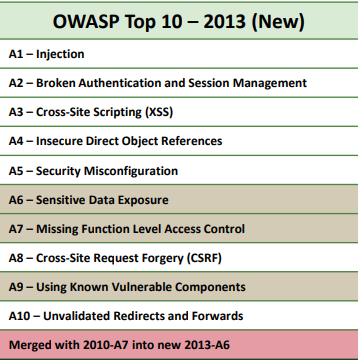 OWASP Top 10 – 2013 (New)
A1 – Injection
A2 – Broken Authentication and Session Management
A3 – Cross-Site Scripting (XSS)
A4 – Insecure Direct Object References
A5 – Security Misconfiguration
A6 – Sensitive Data Exposure
A7 – Missing Function Level Access Control
A8 – Cross-Site Request Forgery (CSRF)
A9 – Using Known Vulnerable Components
A10 – Unvalidated Redirects and Forwards
Merged with 2010-A7 into new 2013-A6